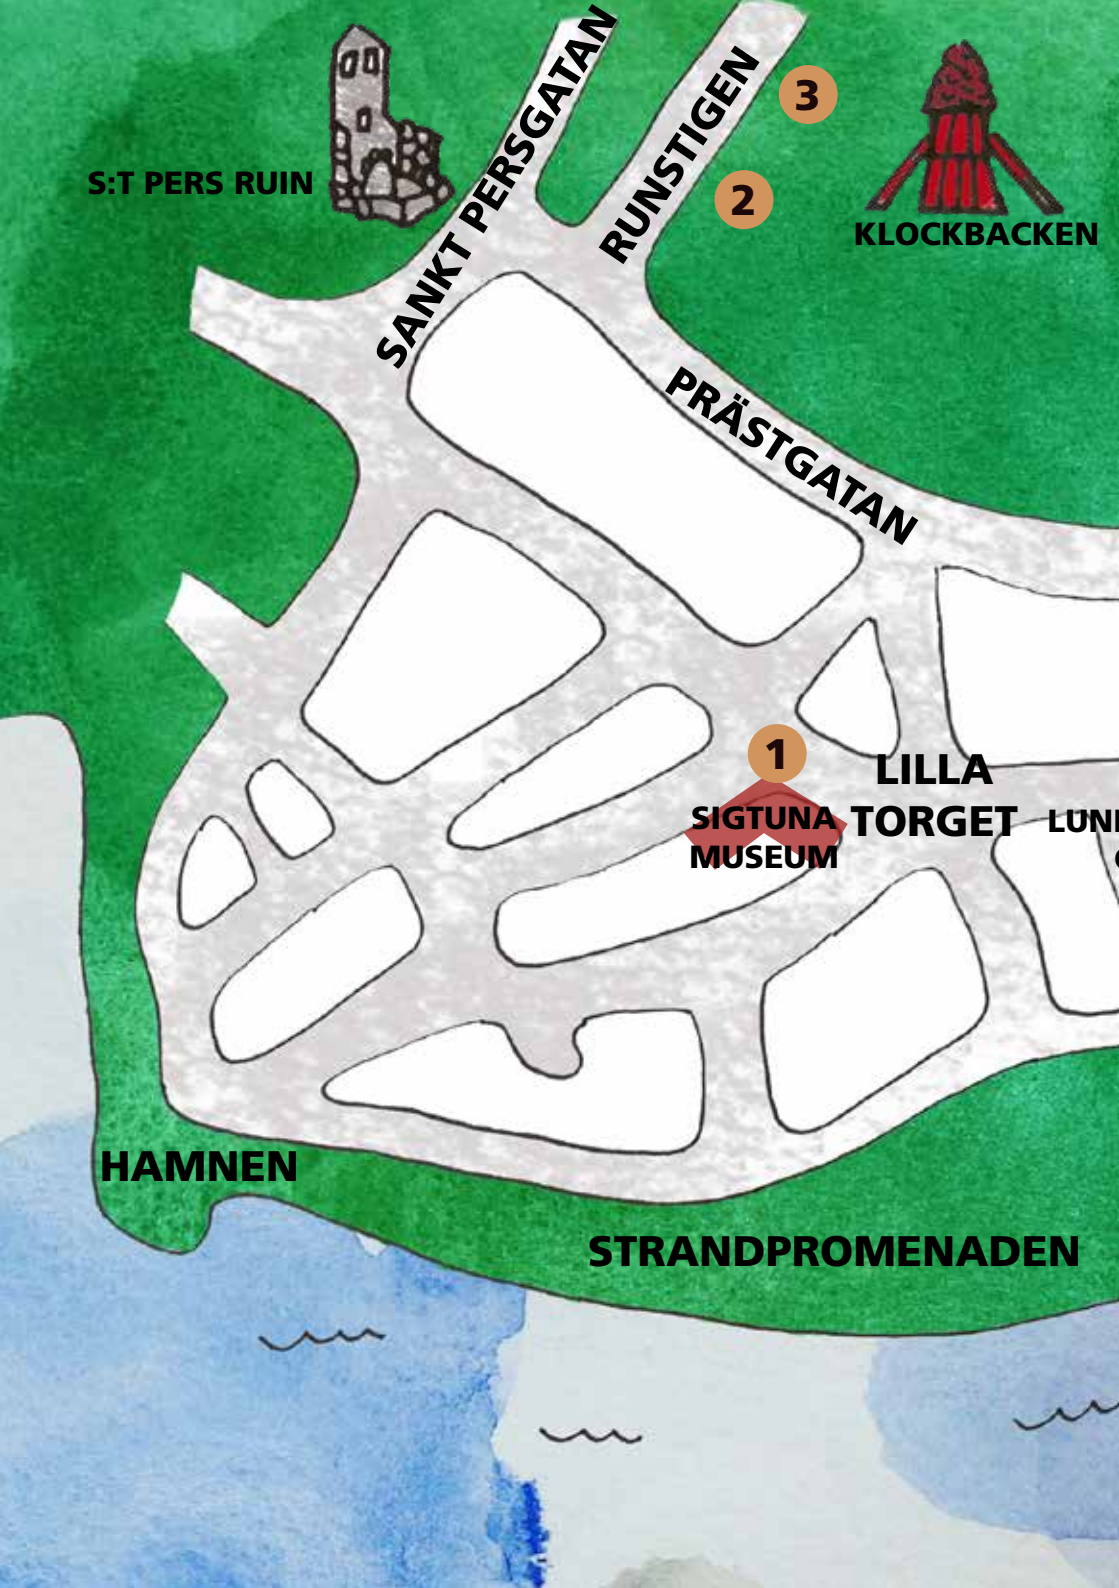 SANKT PERSGATAN
RUNSTIGEN
3
S:T PERS RUIN
2
KLOCKBACKEN
PRÄSTGATAN
1
LILLA
TORGET
SIGTUNA
MUSEUM
HAMNEN
STRANDPROMENADEN